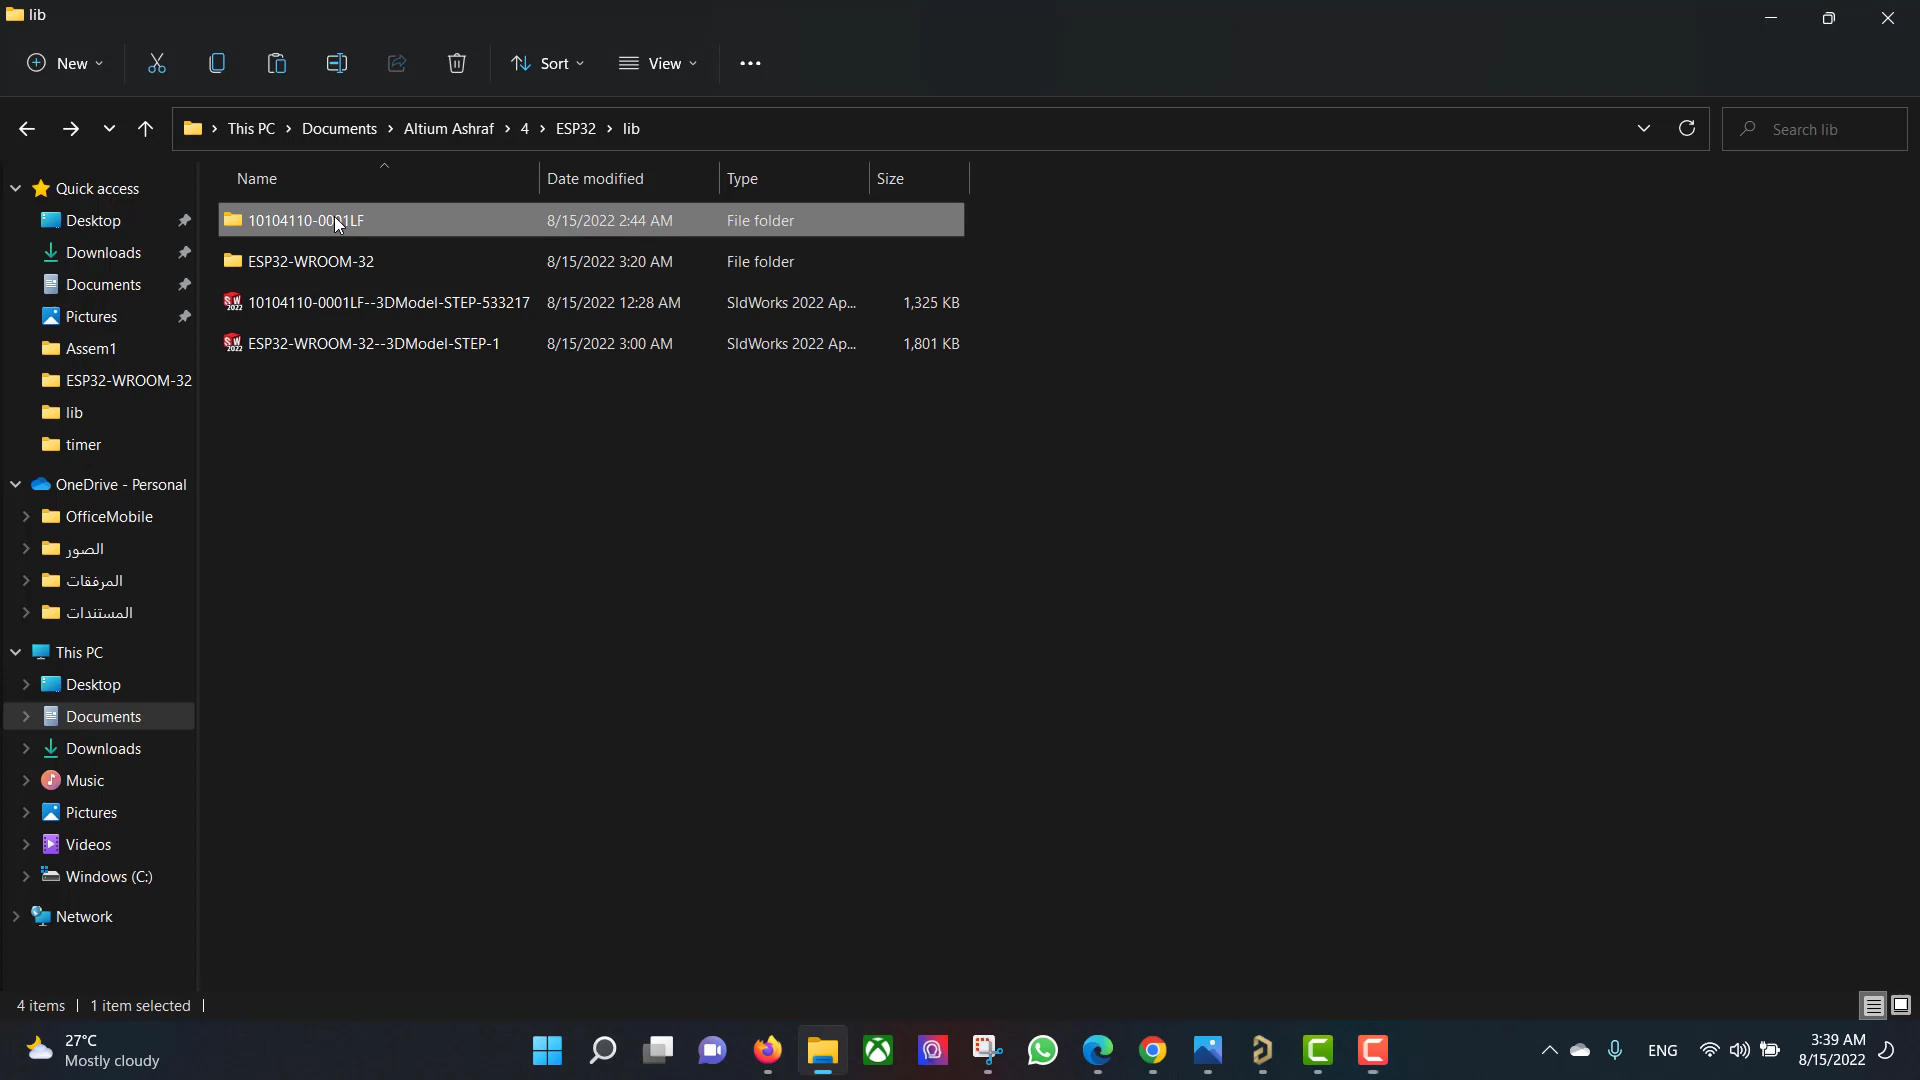 lib
New
Sort
View
This PC
Documents
Altium Ashraf
4
ESP32
lib
Search lib
Name
Date modified
Type
Size
10104110-0001LF
8/15/2022 2:44 AM
File folder
ESP32-WROOM-32
8/15/2022 3:20 AM
File folder
10104110-0001LF--3DModel-STEP-533217
8/15/2022 12:28 AM
SldWorks 2022 Ap...
1,325 KB
ESP32-WROOM-32--3DModel-STEP-1
8/15/2022 3:00 AM
SldWorks 2022 Ap...
1,801 KB
Quick access
Desktop
Downloads
Documents
Pictures
Assem1
ESP32-WROOM-32
lib
timer
OneDrive - Personal
OfficeMobile
الصور
المرفقات
المستندات
This PC
Desktop
Documents
Downloads
Music
Pictures
Videos
Windows (C:)
Network
4 items
1 item selected
27°C
Mostly cloudy
ENG
3:39 AM
8/15/2022